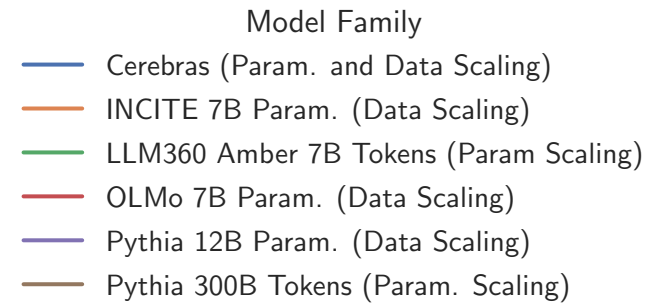 Model Family
Cerebras (Param. and Data Scaling)
INCITE 7B Param. (Data Scaling)
LLM360 Amber 7B Tokens (Param Scaling)
OLMo 7B Param. (Data Scaling)
Pythia 12B Param. (Data Scaling)
Pythia 300B Tokens (Param. Scaling)